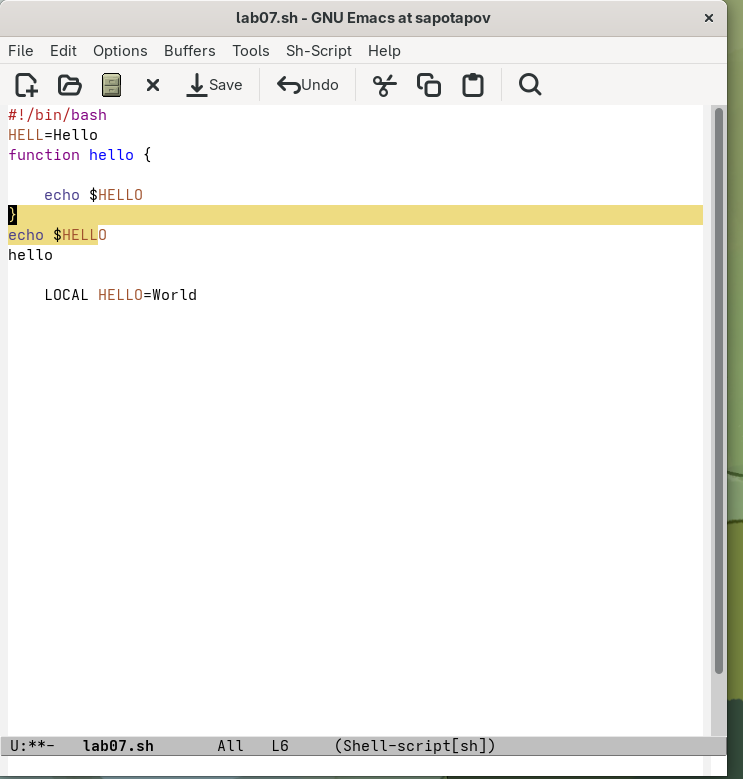 lab07.sh - GNU Emacs at sapotapov ×
File Edit Options Buffers Tools Sh-Script Help
Save Undo
#!/bin/bash
HELL=Hello
function hello {
    echo $HELLO
}
echo $HELLO
hello
    LOCAL HELLO=World
U:**- lab07.sh All L6 (Shell-script[sh])